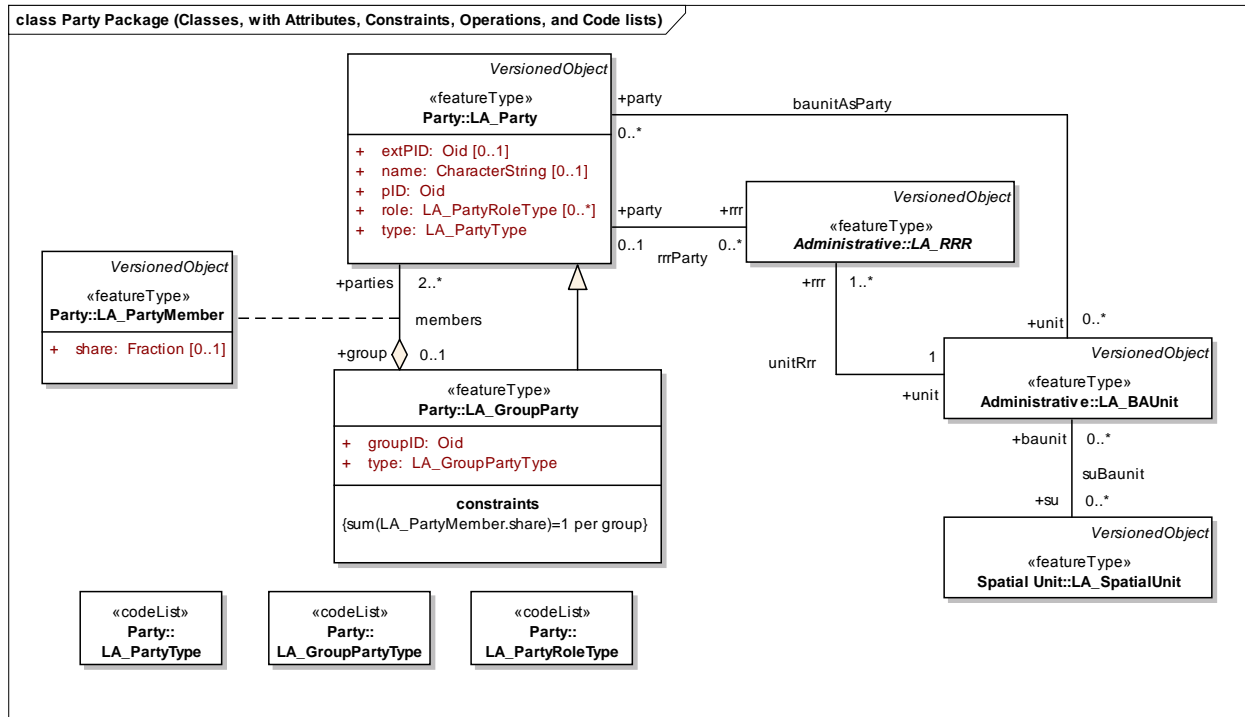 class Party Package (Classes, with Attributes, Constraints, Operations, and Code lists)
VersionedObject
«featureType»
Party::LA_Party
+ extPID: Oid [0..1]
+ name: CharacterString [0..1]
+ pID: Oid
+ role: LA_PartyRoleType [0..*]
+ type: LA_PartyType
+party
baunitAsParty
0..*
VersionedObject
«featureType»
Administrative::LA_RRR
+party
+rrr
0..1
0..*
rrrParty
VersionedObject
«featureType»
Party::LA_PartyMember
+ share: Fraction [0..1]
+parties
2..*
members
+group
0..1
+rrr
1..*
+unit
0..*
unitRrr
1
+unit
VersionedObject
«featureType»
Administrative::LA_BAUnit
«featureType»
Party::LA_GroupParty
+ groupID: Oid
+ type: LA_GroupPartyType
constraints
{sum(LA_PartyMember.share)=1 per group}
+baunit
0..*
suBaunit
+su
0..*
VersionedObject
«featureType»
Spatial Unit::LA_SpatialUnit
«codeList»
Party::
LA_PartyType
«codeList»
Party::
LA_GroupPartyType
«codeList»
Party::
LA_PartyRoleType